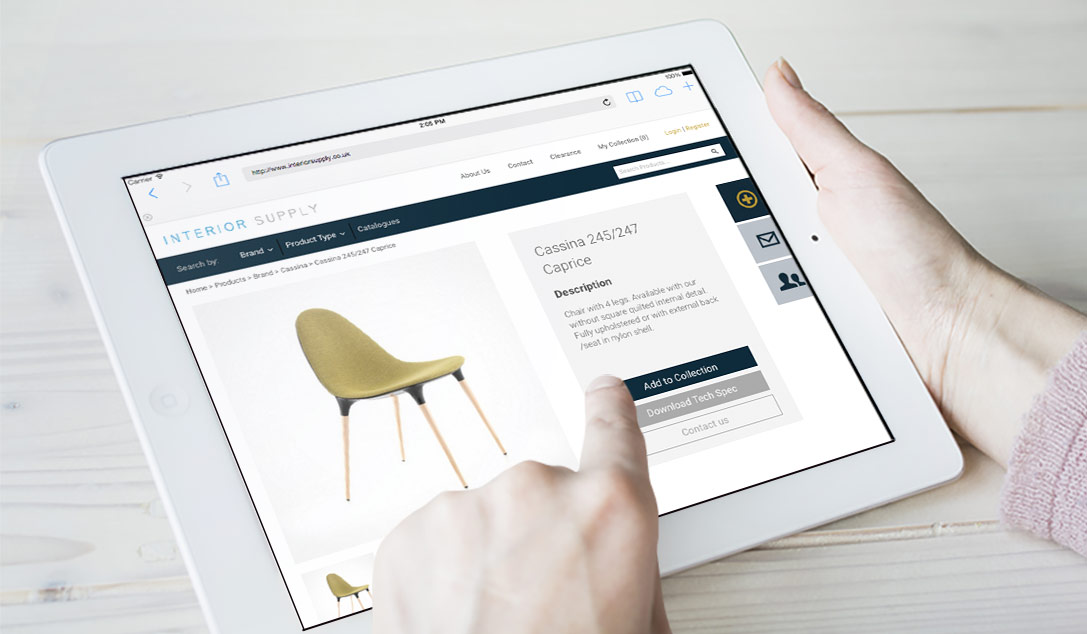 2:05 PM
100%
Carrier
http://www.interiorsupply.co.uk
About Us Contact Clearance My Collection (0) Login | Register
INTERIOR SUPPLY
Search Products...
Search by: Brand Product Type Catalogues
Home > Products > Brand > Cassina > Cassina 245/247 Caprice
Cassina 245/247
Caprice
Description
Chair with 4 legs. Available with our
without square quilted internal detail.
Fully upholstered or with external back
/seat in nylon shell.
Add to Collection
Download Tech Spec
Contact us